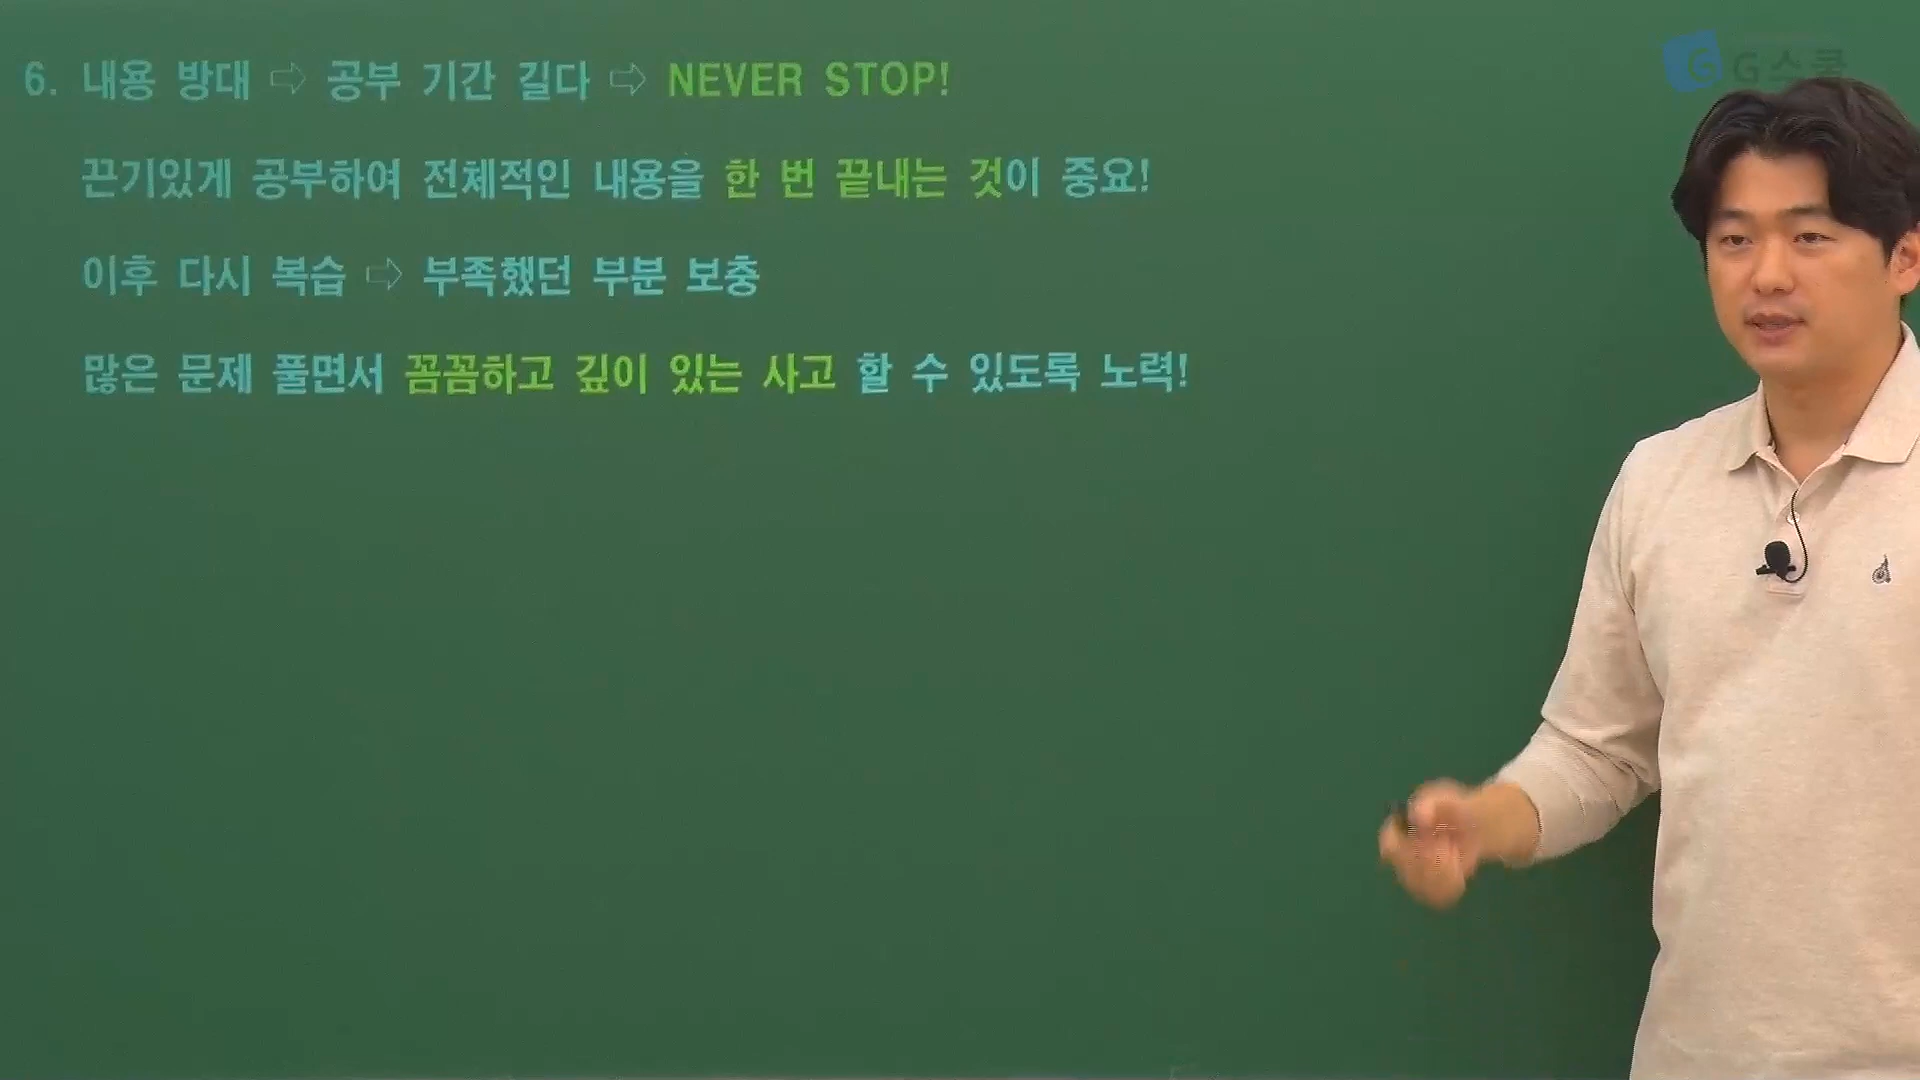 6. 내용 방대 ⇨ 공부 기간 길다 ⇨ NEVER STOP!
끈기있게 공부하여 전체적인 내용을 한 번 끝내는 것이 중요!
이후 다시 복습 ⇨ 부족했던 부분 보충
많은 문제 풀면서 꼼꼼하고 깊이 있는 사고 할 수 있도록 노력!
G스쿨